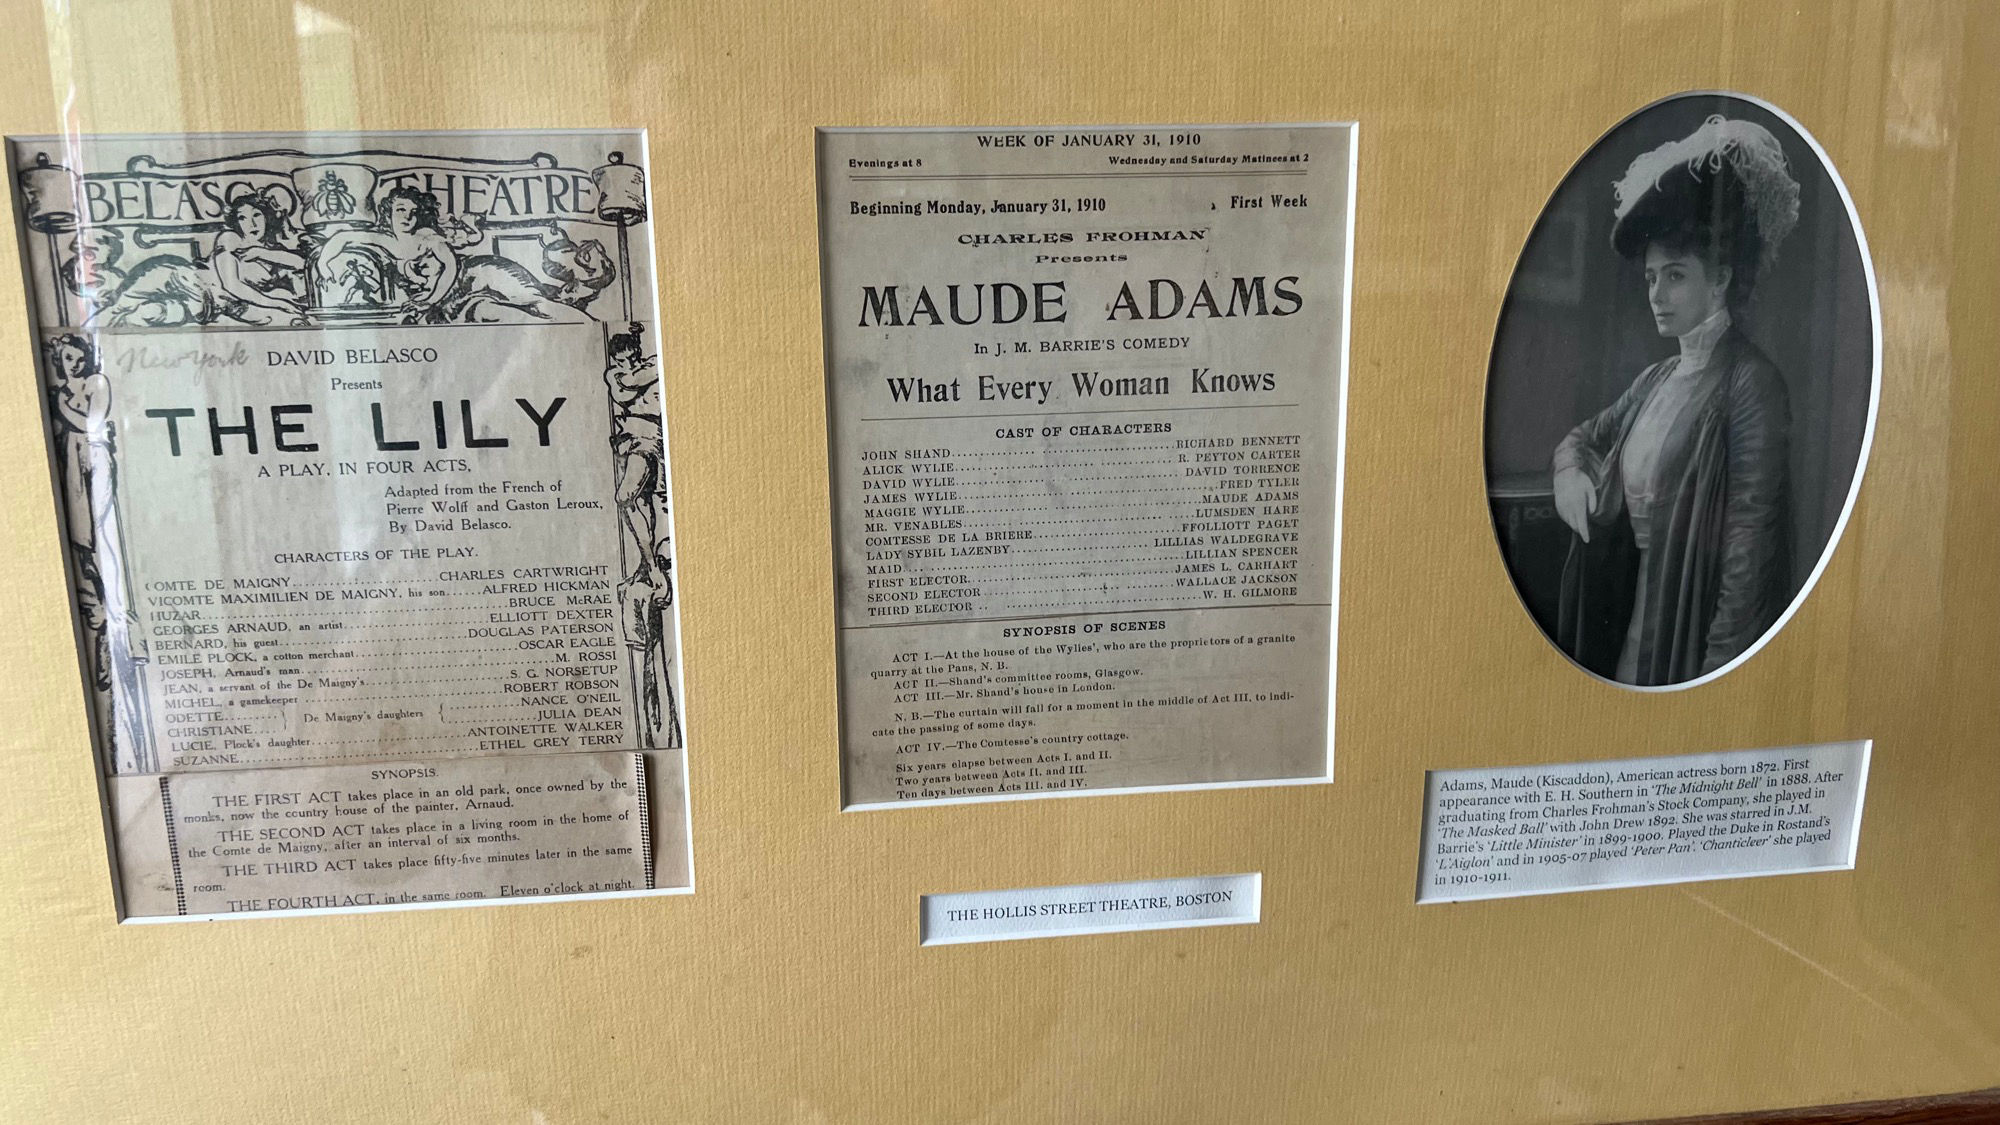 BELASCO THEATRE
New York
DAVID BELASCO
Presents
THE LILY
A PLAY, IN FOUR ACTS,
Adapted from the French of
Pierre Wolff and Gaston Leroux,
By David Belasco.
CHARACTERS OF THE PLAY.
COMTE DE MAIGNY..........CHARLES CARTWRIGHT
VICOMTE MAXIMILIEN DE MAIGNY, his son......ALFRED HICKMAN
HUZAR..........BRUCE McRAE
GEORGES ARNAUD, an artist..........ELLIOTT DEXTER
BERNARD, his guest..........DOUGLAS PATERSON
EMILE PLOCK, a cotton merchant..........OSCAR EAGLE
JOSEPH, Arnaud's man..........M. ROSSI
JEAN, a servant of the De Maigny's..........S. G. NORSETUP
MICHEL, a gamekeeper..........ROBERT ROBSON
ODETTE..........} De Maigny's daughters {..........NANCE O'NEIL
CHRISTIANE....} {..........JULIA DEAN
LUCIE, Plock's daughter..........ANTOINETTE WALKER
SUZANNE..........ETHEL GREY TERRY
SYNOPSIS.
THE FIRST ACT takes place in an old park, once owned by the
monks, now the country house of the painter, Arnaud.
THE SECOND ACT takes place in a living room in the home of
the Comte de Maigny, after an interval of six months.
THE THIRD ACT takes place fifty-five minutes later in the same
room.
THE FOURTH ACT, in the same room. Eleven o'clock at night.
WEEK OF JANUARY 31, 1910
Evenings at 8 Wednesday and Saturday Matinees at 2
Beginning Monday, January 31, 1910 First Week
CHARLES FROHMAN
Presents
MAUDE ADAMS
In J. M. BARRIE'S COMEDY
What Every Woman Knows
CAST OF CHARACTERS
JOHN SHAND..........RICHARD BENNETT
ALICK WYLIE..........R. PEYTON CARTER
DAVID WYLIE..........DAVID TORRENCE
JAMES WYLIE..........FRED TYLER
MAGGIE WYLIE..........MAUDE ADAMS
MR. VENABLES..........LUMSDEN HARE
COMTESSE DE LA BRIERE..........FFOLLIOTT PAGET
LADY SYBIL LAZENBY..........LILLIAS WALDEGRAVE
MAID..........LILLIAN SPENCER
FIRST ELECTOR..........JAMES L. CARHART
SECOND ELECTOR..........WALLACE JACKSON
THIRD ELECTOR..........W. H. GILMORE
SYNOPSIS OF SCENES
ACT I.—At the house of the Wylies', who are the proprietors of a granite
quarry at the Pans, N. B.
ACT II.—Shand's committee rooms, Glasgow.
ACT III.—Mr. Shand's house in London.
N. B.—The curtain will fall for a moment in the middle of Act III, to indi-
cate the passing of some days.
ACT IV.—The Comtesse's country cottage.
Six years elapse between Acts I. and II.
Two years between Acts II. and III.
Ten days between Acts III. and IV.
THE HOLLIS STREET THEATRE, BOSTON
Adams, Maude (Kiscaddon), American actress born 1872. First
appearance with E. H. Southern in 'The Midnight Bell' in 1888. After
graduating from Charles Frohman's Stock Company, she played in
'The Masked Ball' with John Drew 1892. She was starred in J.M.
Barrie's 'Little Minister' in 1899-1900. Played the Duke in Rostand's
'L'Aiglon' and in 1905-07 played 'Peter Pan'. 'Chanticleer' she played
in 1910-1911.